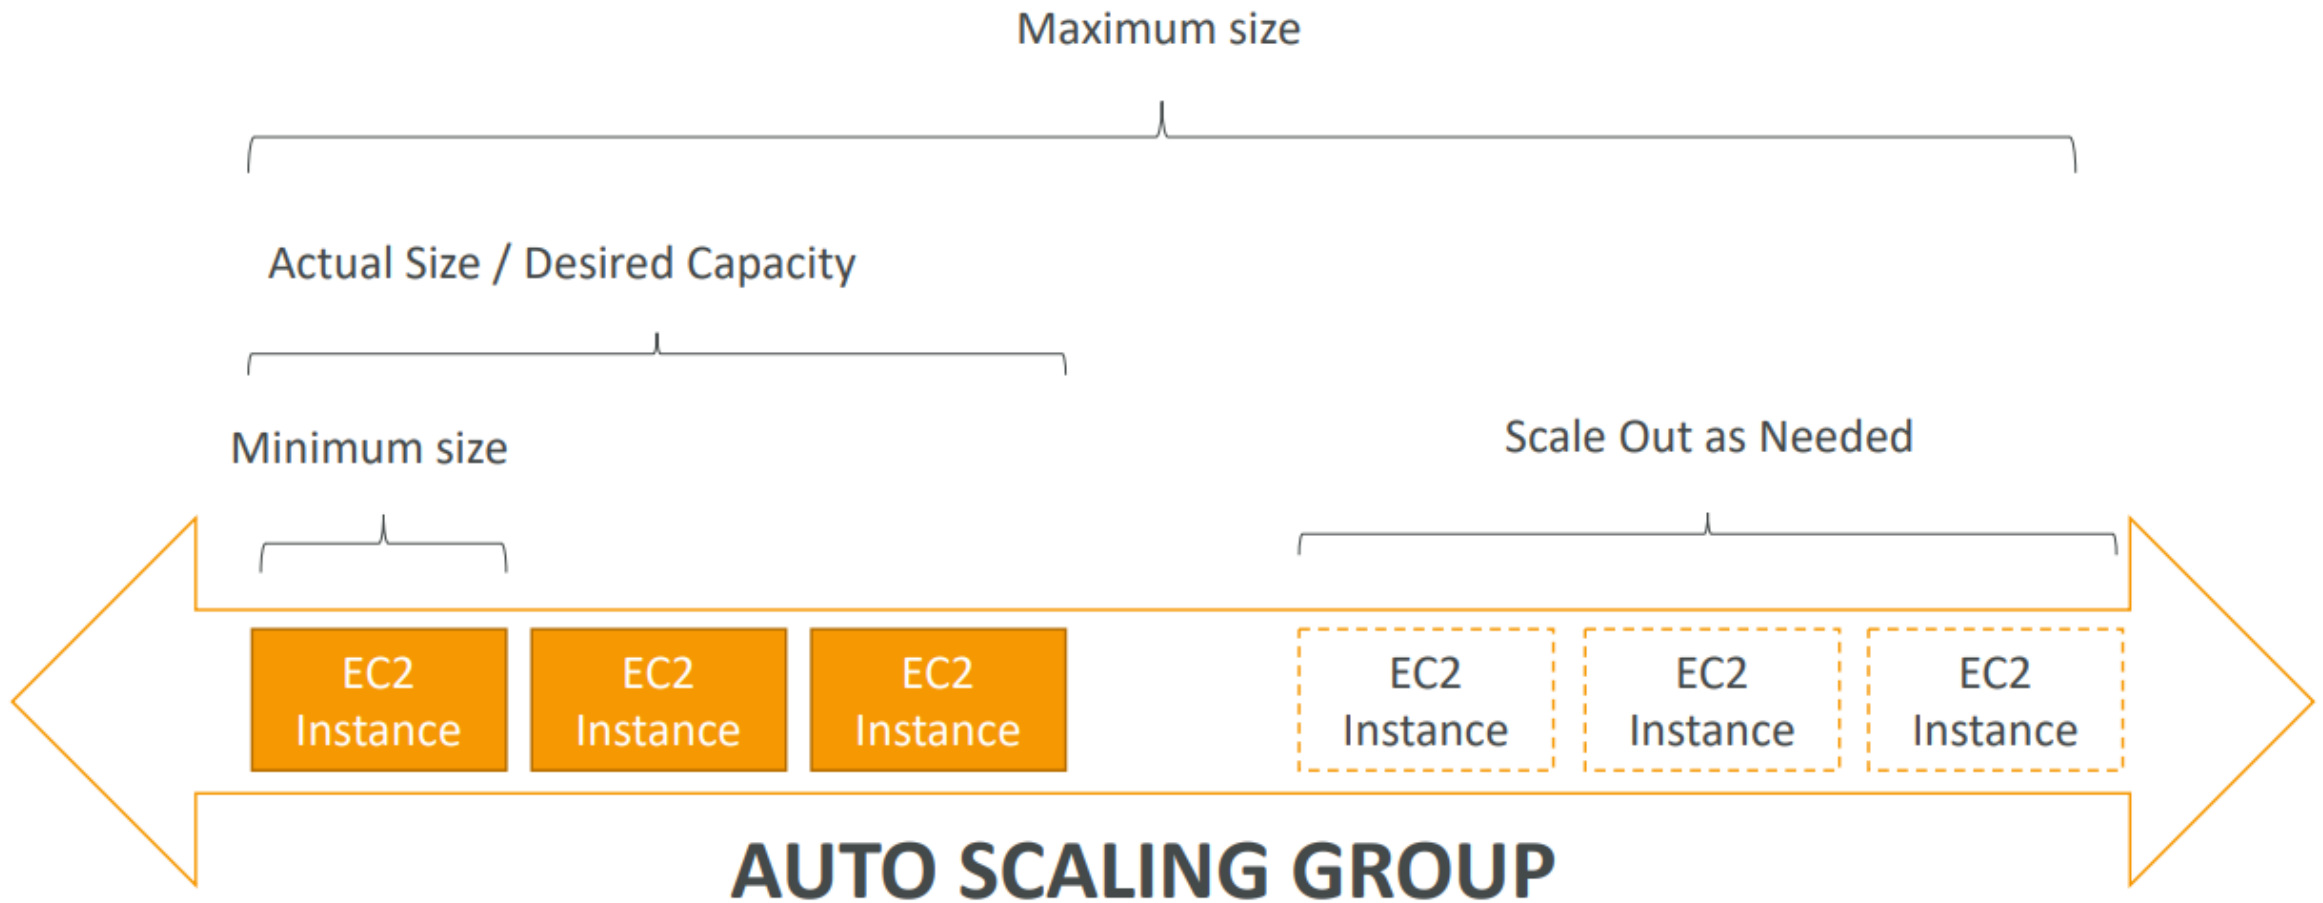 Maximum size
Actual Size / Desired Capacity
Minimum size
Scale Out as Needed
EC2
Instance
EC2
Instance
EC2
Instance
EC2
Instance
EC2
Instance
EC2
Instance
AUTO SCALING GROUP